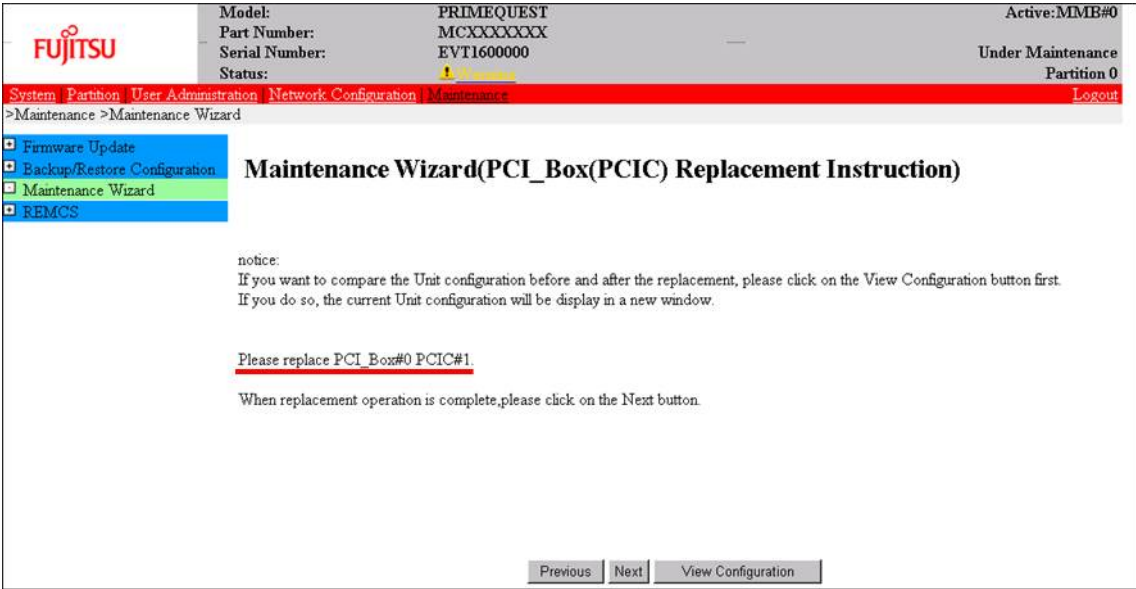 FUJITSU
Model: PRIMEQUEST Active:MMB#0
Part Number: MCXXXXXXX
Serial Number: EVT1600000 Under Maintenance
Status: Warning Partition 0
System | Partition | User Administration | Network Configuration | Maintenance Logout
>Maintenance >Maintenance Wizard
Firmware Update
Backup/Restore Configuration
Maintenance Wizard
REMCS
Maintenance Wizard(PCI_Box(PCIC) Replacement Instruction)
notice:
If you want to compare the Unit configuration before and after the replacement, please click on the View Configuration button first.
If you do so, the current Unit configuration will be display in a new window.
Please replace PCI_Box#0 PCIC#1.
When replacement operation is complete,please click on the Next button.
Previous Next View Configuration